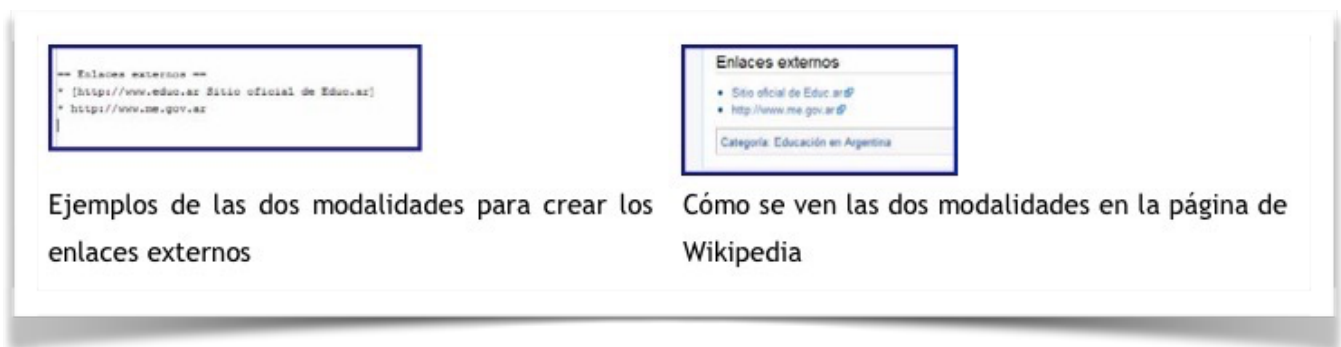 == Enlaces externos ==
* [http://www.educ.ar Sitio oficial de Educ.ar]
* http://www.me.gov.ar
Ejemplos de las dos modalidades para crear los
enlaces externos
Enlaces externos
• Sitio oficial de Educ.ar
• http://www.me.gov.ar
Categoría: Educación en Argentina
Cómo se ven las dos modalidades en la página de
Wikipedia